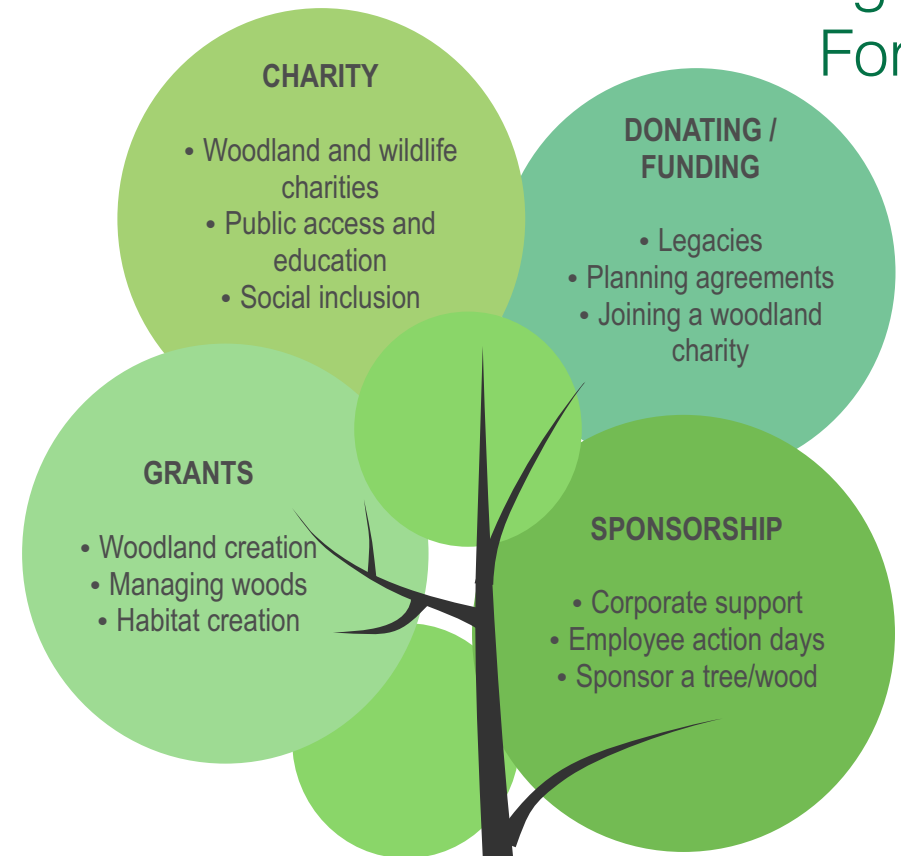 For
CHARITY
• Woodland and wildlife
charities
• Public access and
education
• Social inclusion
DONATING /
FUNDING
• Legacies
• Planning agreements
• Joining a woodland
charity
GRANTS
• Woodland creation
• Managing woods
• Habitat creation
SPONSORSHIP
• Corporate support
• Employee action days
• Sponsor a tree/wood